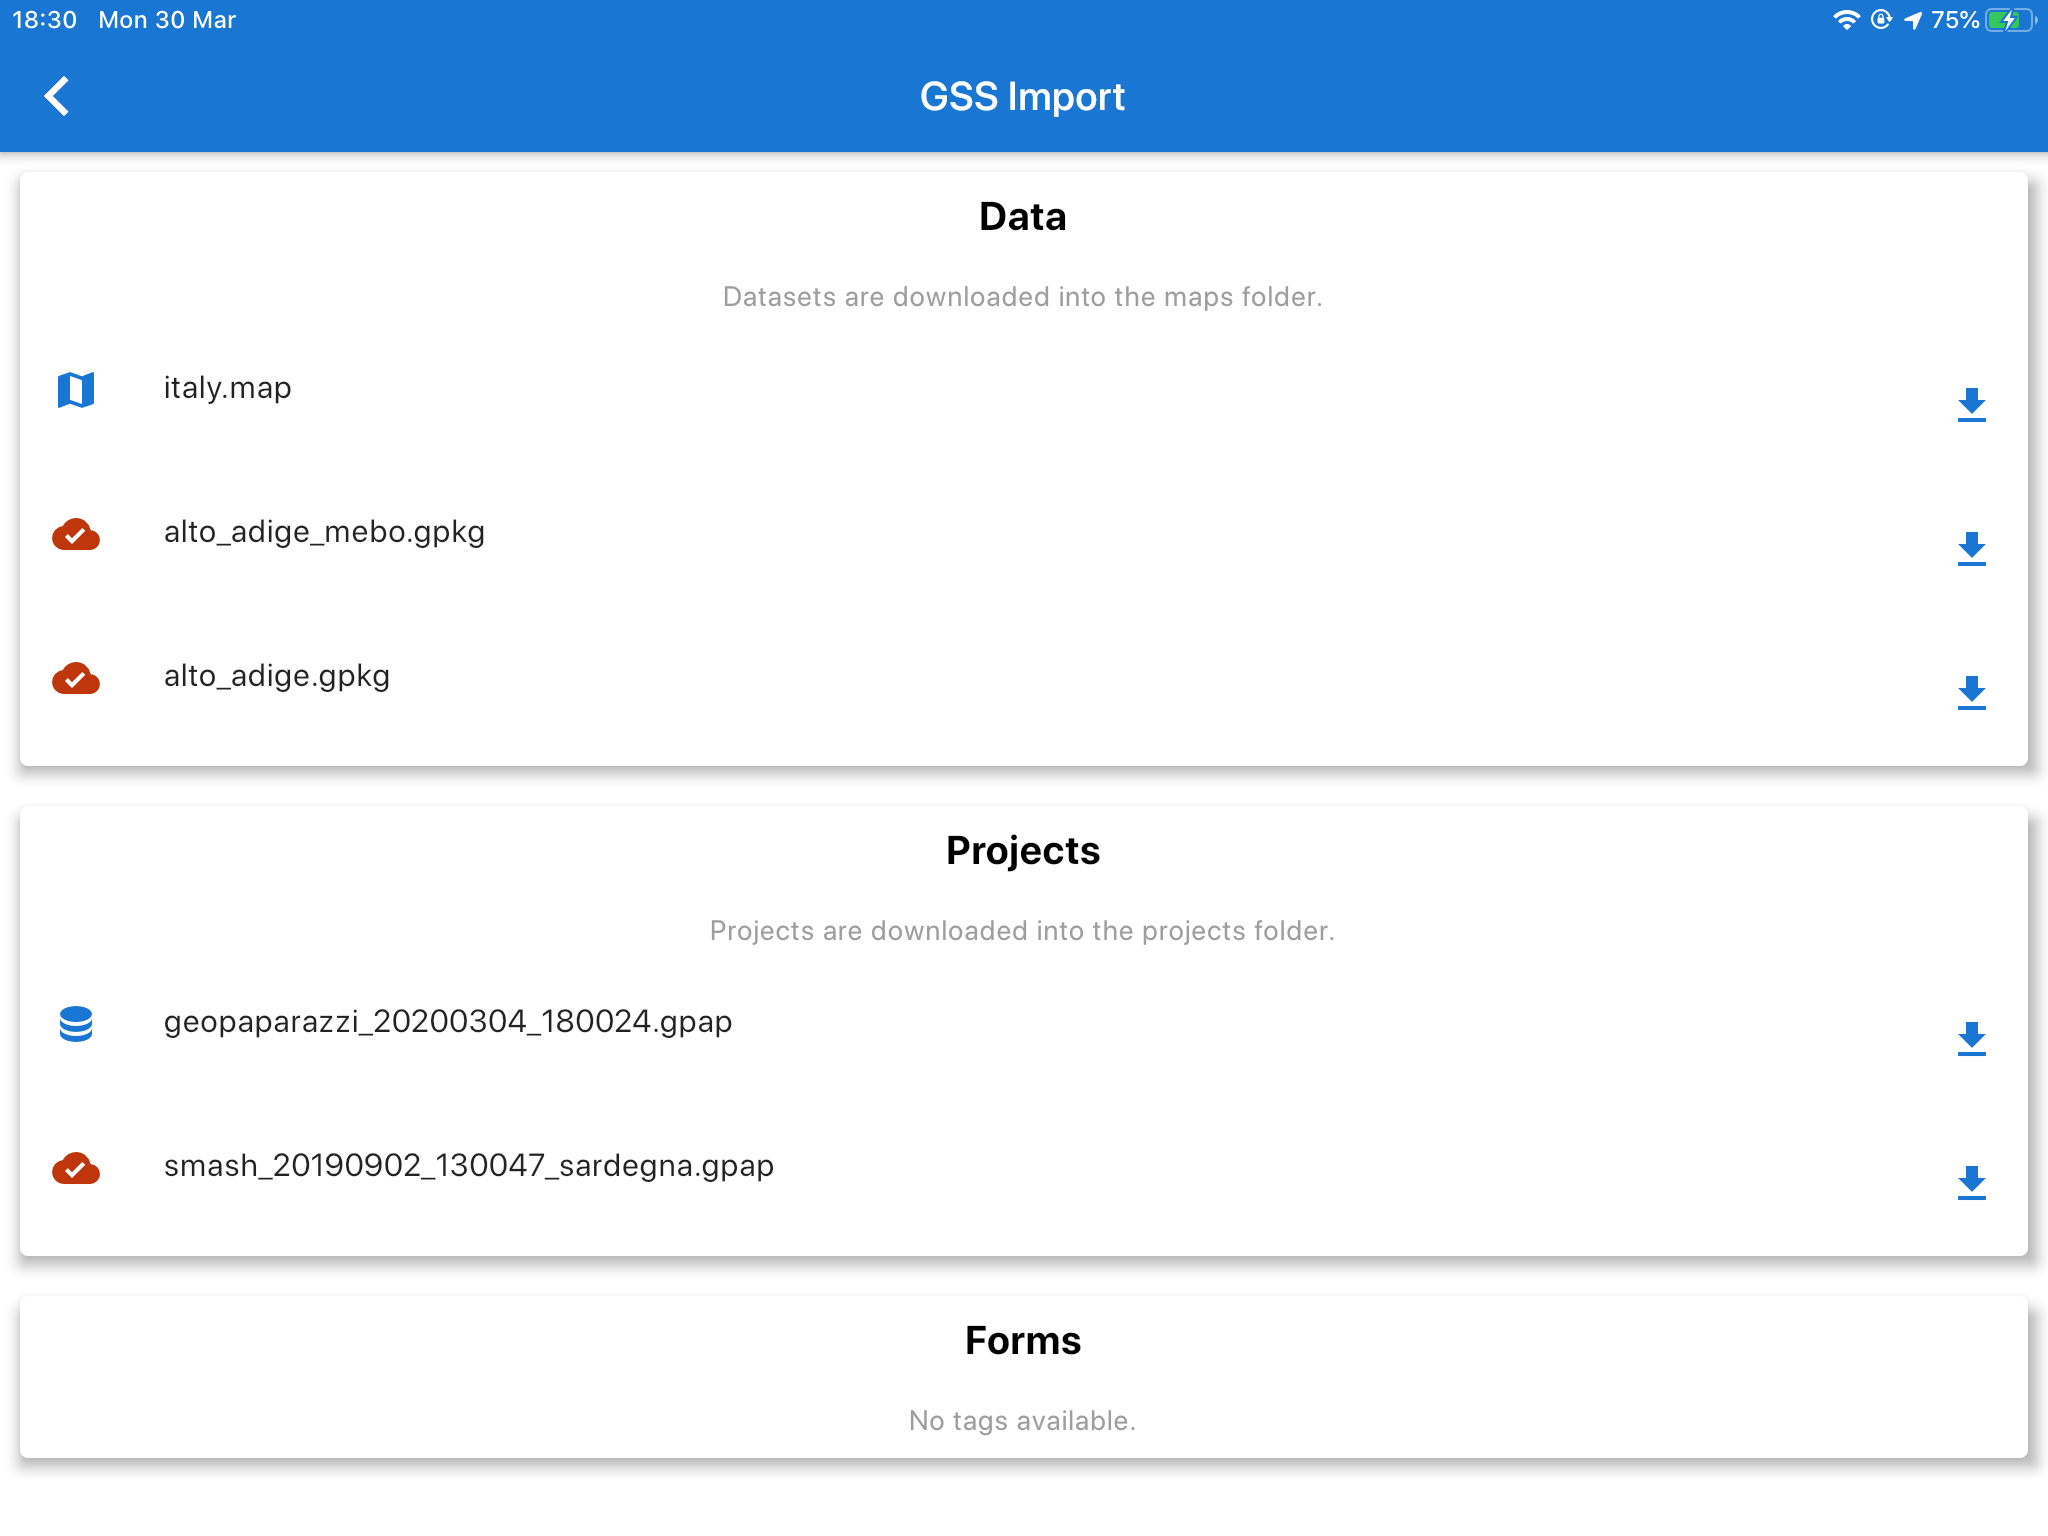 18:30 Mon 30 Mar 75%
GSS Import
Data
Datasets are downloaded into the maps folder.
italy.map
alto_adige_mebo.gpkg
alto_adige.gpkg
Projects
Projects are downloaded into the projects folder.
geopaparazzi_20200304_180024.gpap
smash_20190902_130047_sardegna.gpap
Forms
No tags available.